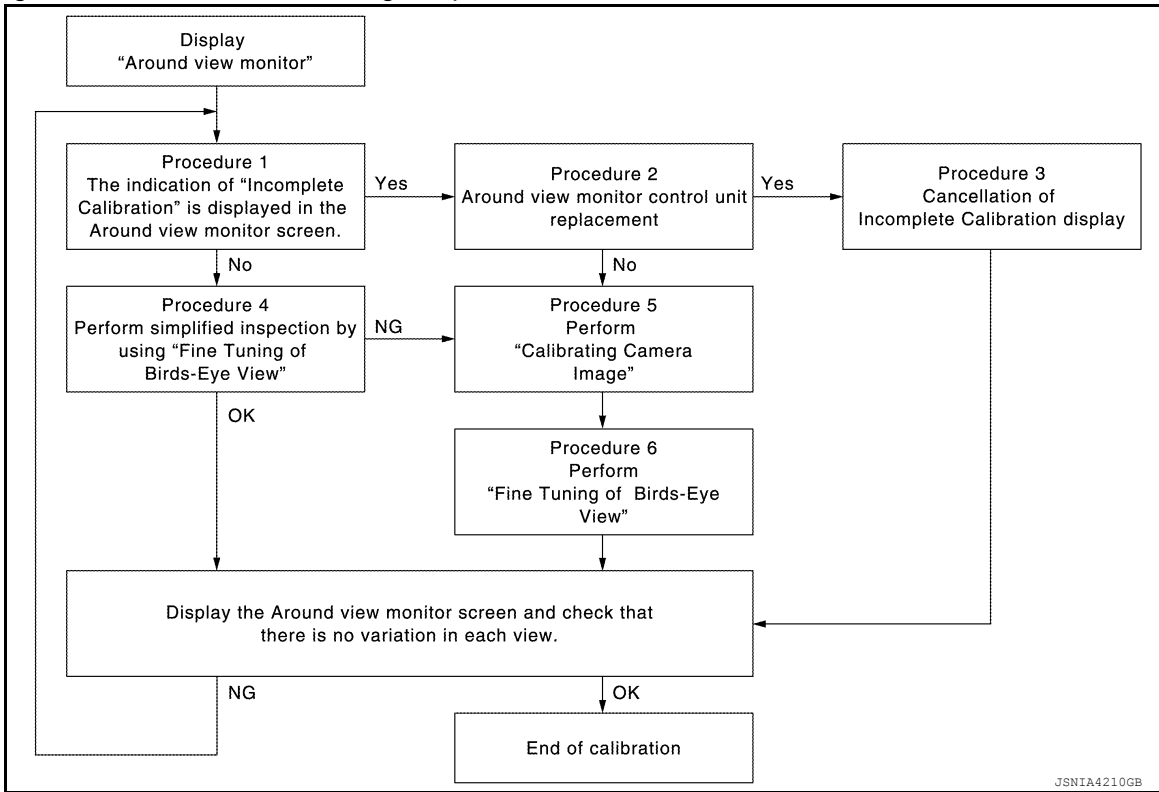 Display
“Around view monitor”
Procedure 1
The indication of “Incomplete
Calibration” is displayed in the
Around view monitor screen.
Yes
Procedure 2
Around view monitor control unit
replacement
Yes
Procedure 3
Cancellation of
Incomplete Calibration display
No
No
Procedure 4
Perform simplified inspection by
using “Fine Tuning of
Birds-Eye View”
NG
Procedure 5
Perform
“Calibrating Camera
Image”
OK
Procedure 6
Perform
“Fine Tuning of Birds-Eye
View”
Display the Around view monitor screen and check that
there is no variation in each view.
NG
OK
End of calibration
JSNIA4210GB